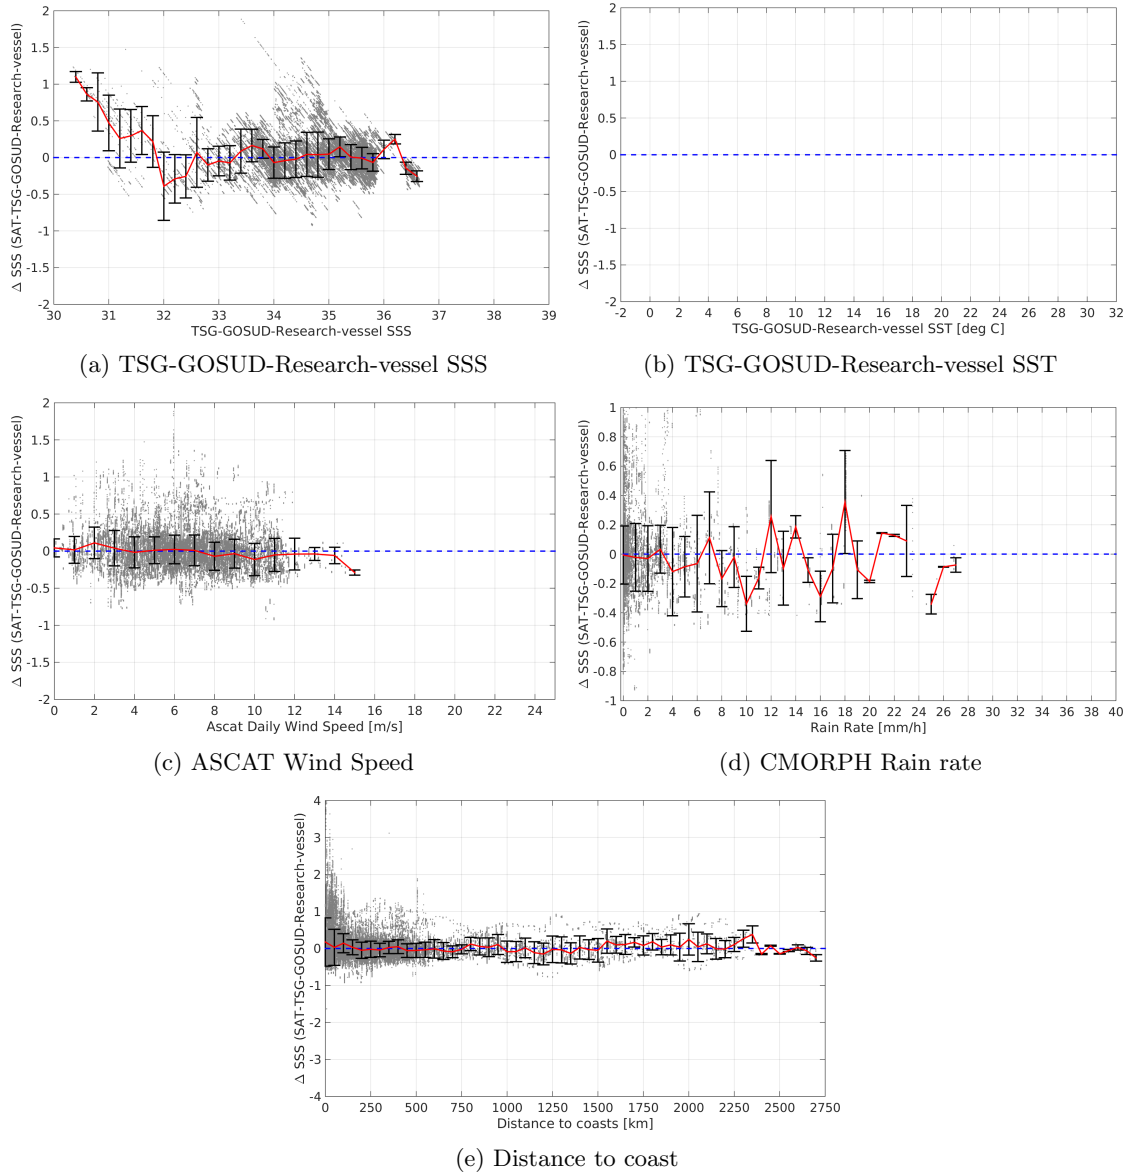 2
1.5
1
0.5
0
-0.5
-1
-1.5
-2
Δ SSS (SAT-TSG-GOSUD-Research-vessel)
30 31 32 33 34 35 36 37 38 39
TSG-GOSUD-Research-vessel SSS
(a) TSG-GOSUD-Research-vessel SSS
2
1.5
1
0.5
0
-0.5
-1
-1.5
-2
Δ SSS (SAT-TSG-GOSUD-Research-vessel)
-2 0 2 4 6 8 10 12 14 16 18 20 22 24 26 28 30 32
TSG-GOSUD-Research-vessel SST [deg C]
(b) TSG-GOSUD-Research-vessel SST
2
1.5
1
0.5
0
-0.5
-1
-1.5
-2
Δ SSS (SAT-TSG-GOSUD-Research-vessel)
0 2 4 6 8 10 12 14 16 18 20 22 24
Ascat Daily Wind Speed [m/s]
(c) ASCAT Wind Speed
1
0.8
0.6
0.4
0.2
0
-0.2
-0.4
-0.6
-0.8
-1
Δ SSS (SAT-TSG-GOSUD-Research-vessel)
0 2 4 6 8 10 12 14 16 18 20 22 24 26 28 30 32 34 36 38 40
Rain Rate [mm/h]
(d) CMORPH Rain rate
4
3
2
1
0
-1
-2
-3
-4
Δ SSS (SAT-TSG-GOSUD-Research-vessel)
0 250 500 750 1000 1250 1500 1750 2000 2250 2500 2750
Distance to coasts [km]
(e) Distance to coast